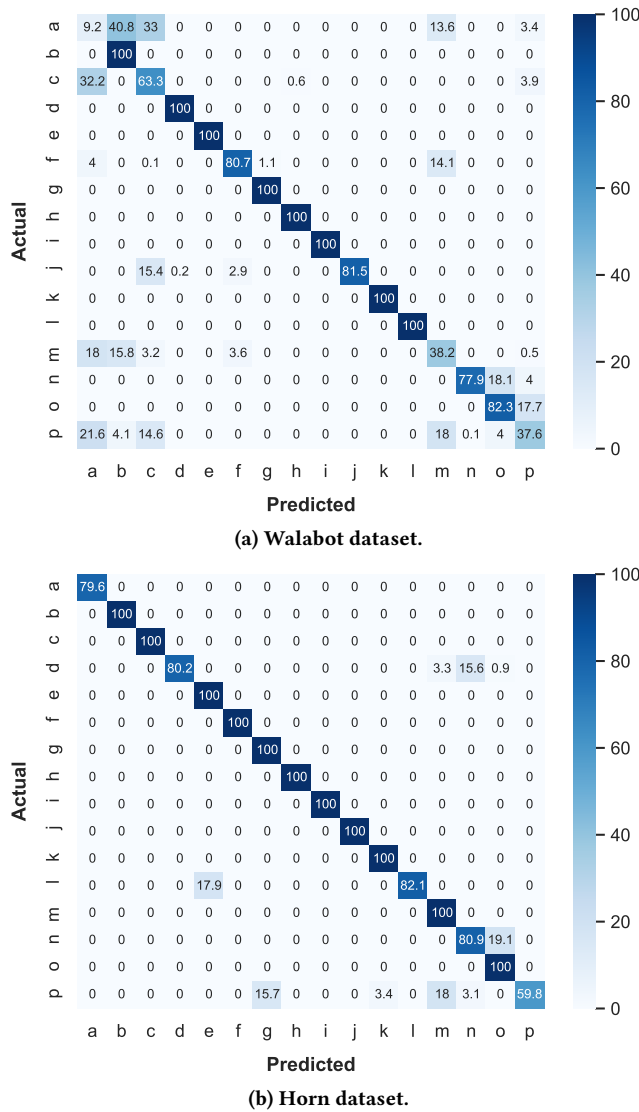 a 9.2 40.8 33 0 0 0 0 0 0 0 0 0 13.6 0 0 3.4 100
b 0 100 0 0 0 0 0 0 0 0 0 0 0 0 0 0
c 32.2 0 63.3 0 0 0 0 0.6 0 0 0 0 0 0 0 3.9
d 0 0 0 100 0 0 0 0 0 0 0 0 0 0 0 0 80
e 0 0 0 0 100 0 0 0 0 0 0 0 0 0 0 0
f 4 0 0.1 0 0 80.7 1.1 0 0 0 0 0 14.1 0 0 0
g 0 0 0 0 0 0 100 0 0 0 0 0 0 0 0 0 60
h 0 0 0 0 0 0 0 100 0 0 0 0 0 0 0 0
Actual
i 0 0 0 0 0 0 0 0 100 0 0 0 0 0 0 0
j 0 0 15.4 0.2 0 2.9 0 0 0 81.5 0 0 0 0 0 0 40
k 0 0 0 0 0 0 0 0 0 0 100 0 0 0 0 0
l 0 0 0 0 0 0 0 0 0 0 0 100 0 0 0 0
m 18 15.8 3.2 0 0 3.6 0 0 0 0 0 0 38.2 0 0 0.5 20
n 0 0 0 0 0 0 0 0 0 0 0 0 0 77.9 18.1 4
o 0 0 0 0 0 0 0 0 0 0 0 0 0 0 82.3 17.7
p 21.6 4.1 14.6 0 0 0 0 0 0 0 0 0 18 0.1 4 37.6 0
a b c d e f g h i j k l m n o p
Predicted
(a) Walabot dataset.
a 79.6 0 0 0 0 0 0 0 0 0 0 0 0 0 0 0 100
b 0 100 0 0 0 0 0 0 0 0 0 0 0 0 0 0
c 0 0 100 0 0 0 0 0 0 0 0 0 0 0 0 0
d 0 0 0 80.2 0 0 0 0 0 0 0 0 3.3 15.6 0.9 0 80
e 0 0 0 0 100 0 0 0 0 0 0 0 0 0 0 0
f 0 0 0 0 0 100 0 0 0 0 0 0 0 0 0 0
g 0 0 0 0 0 0 100 0 0 0 0 0 0 0 0 0 60
h 0 0 0 0 0 0 0 100 0 0 0 0 0 0 0 0
Actual
i 0 0 0 0 0 0 0 0 100 0 0 0 0 0 0 0
j 0 0 0 0 0 0 0 0 0 100 0 0 0 0 0 0 40
k 0 0 0 0 0 0 0 0 0 0 100 0 0 0 0 0
l 0 0 0 0 17.9 0 0 0 0 0 0 82.1 0 0 0 0
m 0 0 0 0 0 0 0 0 0 0 0 0 100 0 0 0 20
n 0 0 0 0 0 0 0 0 0 0 0 0 0 80.9 19.1 0
o 0 0 0 0 0 0 0 0 0 0 0 0 0 0 100 0
p 0 0 0 0 0 0 15.7 0 0 0 3.4 0 18 3.1 0 59.8 0
a b c d e f g h i j k l m n o p
Predicted
(b) Horn dataset.